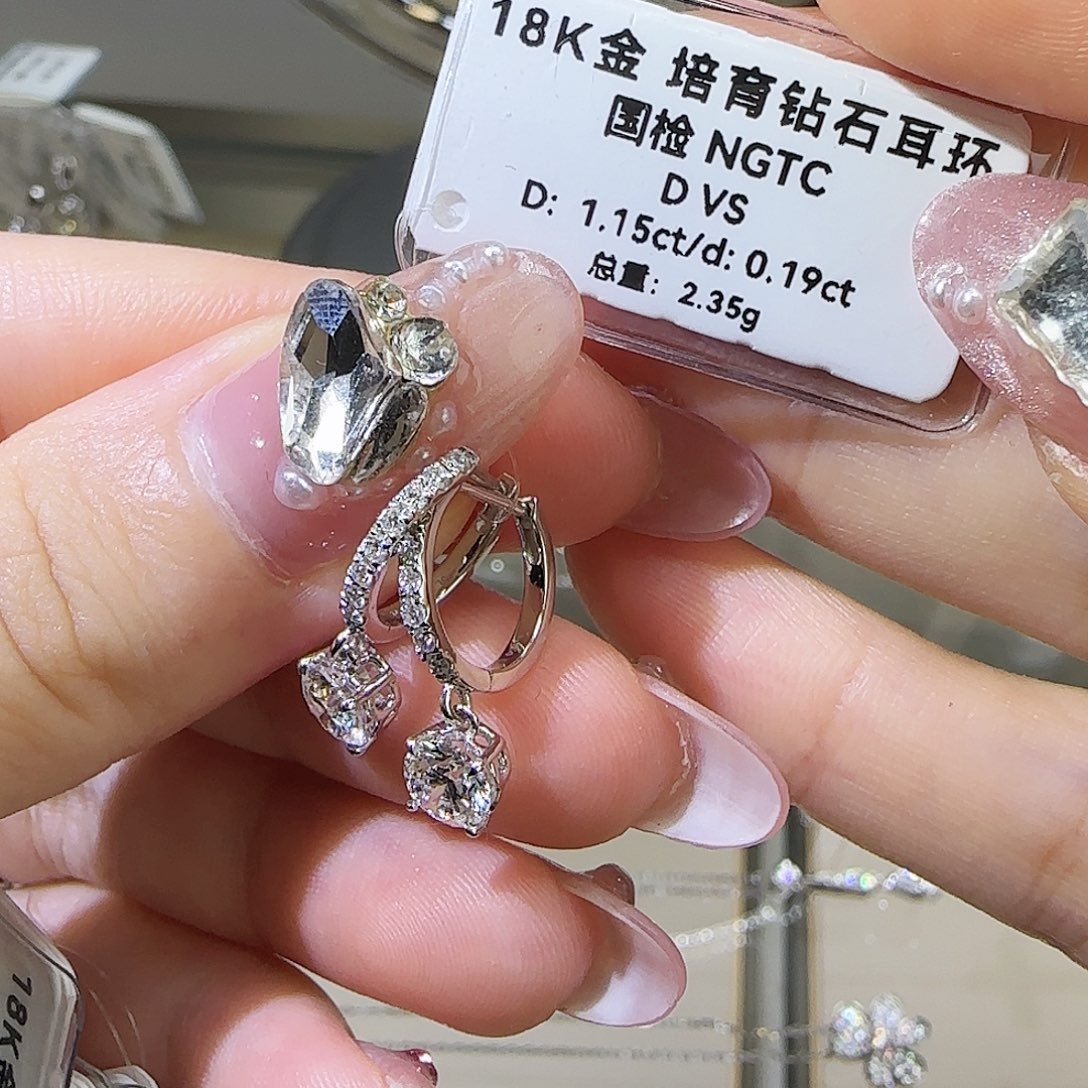 18K金 培育钻石耳环
国检 NGTC
D VS
D: 1.15ct/d: 0.19ct
总重: 2.35g
18K